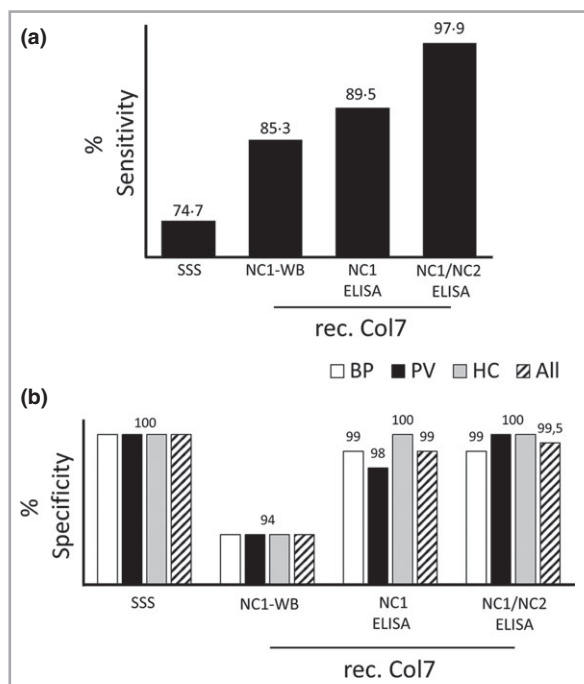 (a)
97·9
89·5
85·3
74·7
%
Sensitivity
SSS NC1-WB NC1 ELISA NC1/NC2 ELISA
rec. Col7
BP PV HC All
(b)
100 94 99 98 100 99 99 100 99,5
%
Specificity
SSS NC1-WB NC1 ELISA NC1/NC2 ELISA
rec. Col7